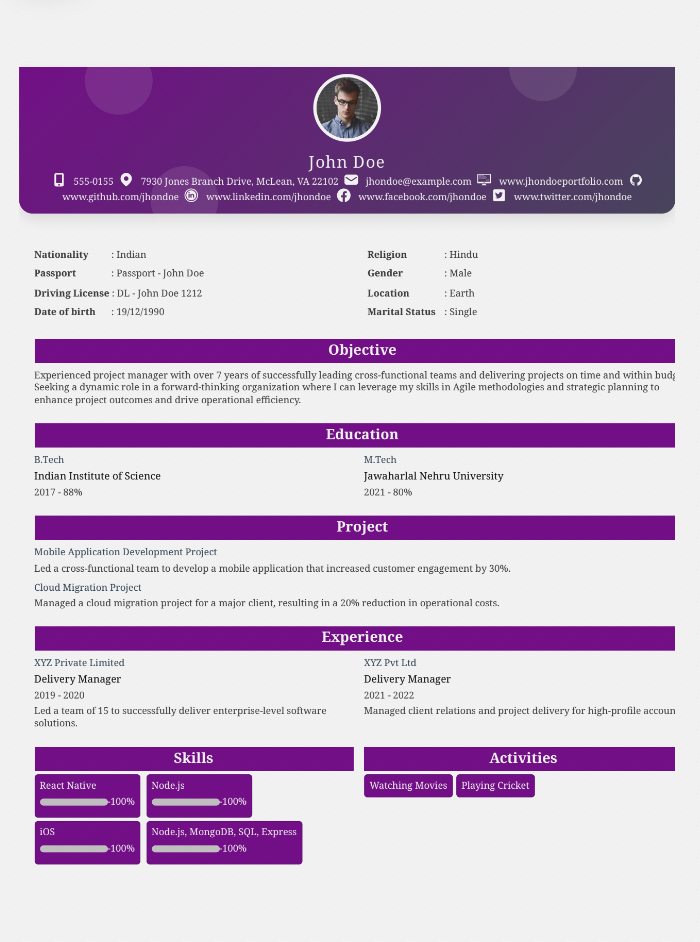 John Doe
555-0155 7930 Jones Branch Drive, McLean, VA 22102 jhondoe@example.com www.jhondoeportfolio.com
www.github.com/jhondoe www.linkedin.com/jhondoe www.facebook.com/jhondoe www.twitter.com/jhondoe
Nationality : Indian
Religion : Hindu
Passport : Passport - John Doe
Gender : Male
Driving License : DL - John Doe 1212
Location : Earth
Date of birth : 19/12/1990
Marital Status : Single
Objective
Experienced project manager with over 7 years of successfully leading cross-functional teams and delivering projects on time and within budg
Seeking a dynamic role in a forward-thinking organization where I can leverage my skills in Agile methodologies and strategic planning to
enhance project outcomes and drive operational efficiency.
Education
B.Tech
Indian Institute of Science
2017 - 88%
M.Tech
Jawaharlal Nehru University
2021 - 80%
Project
Mobile Application Development Project
Led a cross-functional team to develop a mobile application that increased customer engagement by 30%.
Cloud Migration Project
Managed a cloud migration project for a major client, resulting in a 20% reduction in operational costs.
Experience
XYZ Private Limited
Delivery Manager
2019 - 2020
Led a team of 15 to successfully deliver enterprise-level software
solutions.
XYZ Pvt Ltd
Delivery Manager
2021 - 2022
Managed client relations and project delivery for high-profile accoun
Skills
React Native
100%
Node.js
100%
iOS
100%
Node.js, MongoDB, SQL, Express
100%
Activities
Watching Movies
Playing Cricket